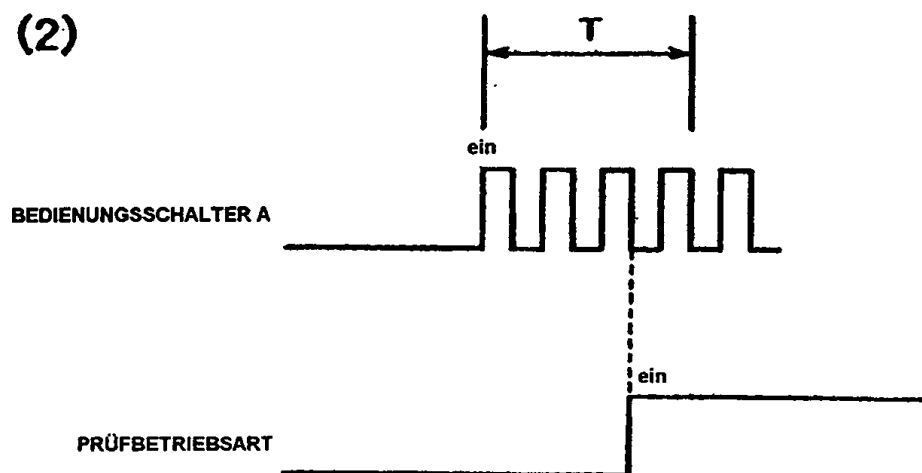 (2)
T
ein
BEDIENUNGSSCHALTER A
ein
PRÜFBETRIEBSART